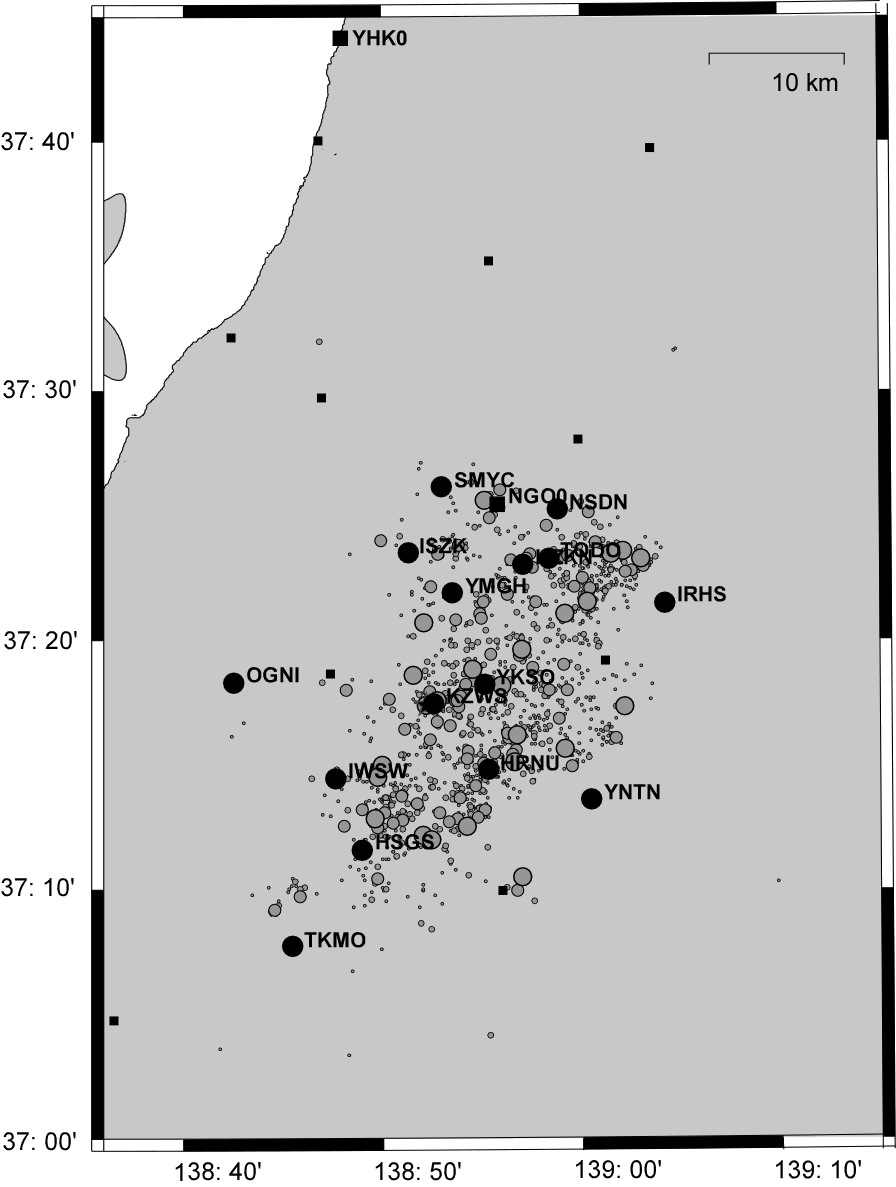 YHK0
10 km
37: 40'
37: 30'
SMYC
NGO0
NSDN
ISZK
TODO
YMGH
IRHS
37: 20'
OGNI
YKSO
KZWS
HRNU
IWSW
YNTN
HSGS
37: 10'
TKMO
37: 00'
138: 40'
138: 50'
139: 00'
139: 10'